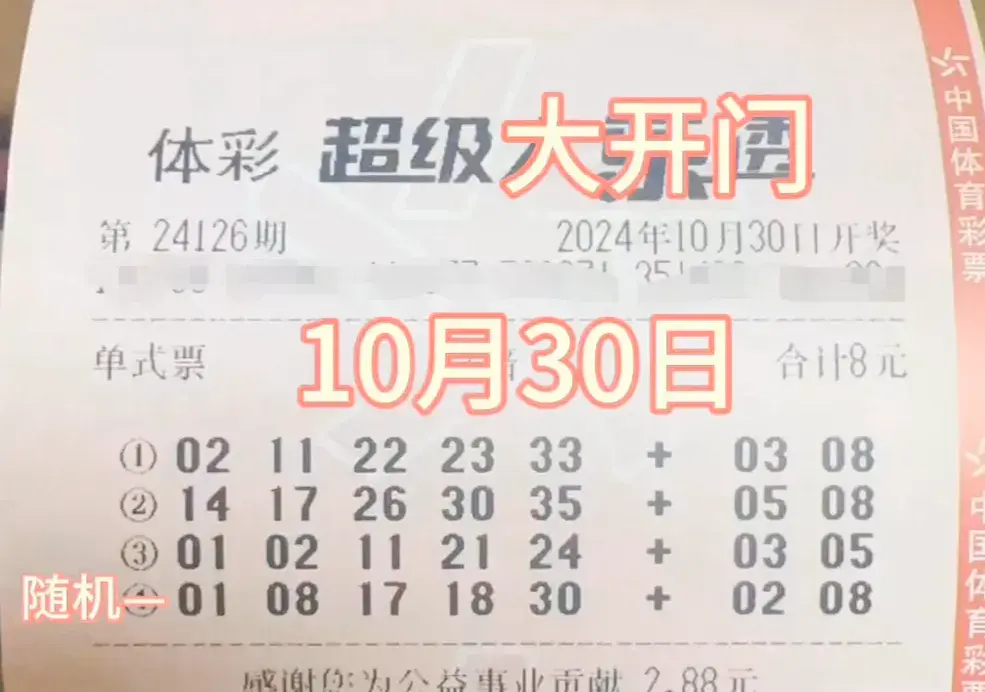 体彩 超级大
大开门
第 24126期 2024年10月30日开奖
单式票 合计8元
10月30日
① 02 11 22 23 33 + 03 08
② 14 17 26 30 35 + 05 08
③ 01 02 11 21 24 + 03 05
④ 01 08 17 18 30 + 02 08
随机一
感谢您为公益事业贡献 2.88元
中国体育彩票
中国体育彩票